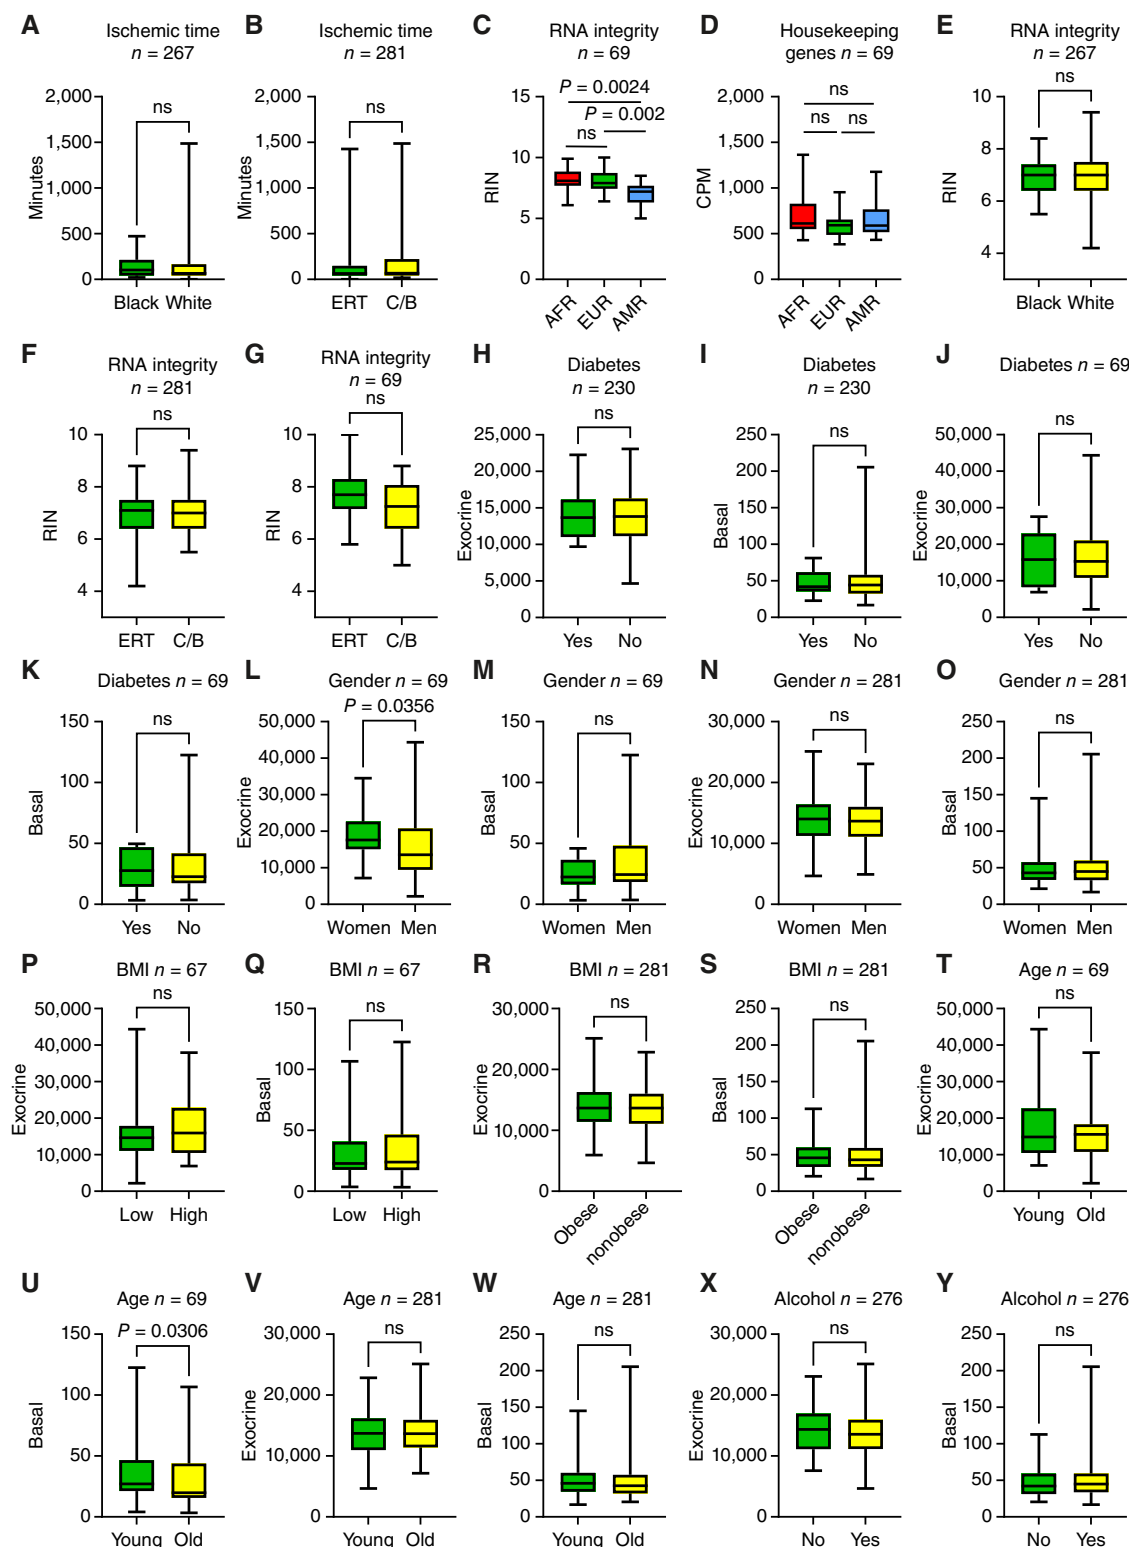 A
Ischemic time
n = 267
ns
Minutes
2,000
1,500
1,000
500
0
Black White
B
Ischemic time
n = 281
ns
Minutes
2,000
1,500
1,000
500
0
ERT C/B
C
RNA integrity
n = 69
P = 0.0024
P = 0.002
ns
RIN
15
10
5
0
AFR EUR AMR
D
Housekeeping
genes n = 69
ns
ns ns
CPM
2,000
1,500
1,000
500
0
AFR EUR AMR
E
RNA integrity
n = 267
ns
RIN
10
8
6
4
Black White
F
RNA integrity
n = 281
ns
RIN
10
8
6
4
ERT C/B
G
RNA integrity
n = 69
ns
RIN
10
8
6
4
ERT C/B
H
Diabetes
n = 230
ns
Exocrine
25,000
20,000
15,000
10,000
5,000
0
Yes No
I
Diabetes
n = 230
ns
Basal
250
200
150
100
50
0
Yes No
J
Diabetes n = 69
ns
Exocrine
50,000
40,000
30,000
20,000
10,000
0
Yes No
K
Diabetes n = 69
ns
Basal
150
100
50
0
Yes No
L
Gender n = 69
P = 0.0356
Exocrine
50,000
40,000
30,000
20,000
10,000
0
Women Men
M
Gender n = 69
ns
Basal
150
100
50
0
Women Men
N
Gender n = 281
ns
Exocrine
30,000
20,000
10,000
0
Women Men
O
Gender n = 281
ns
Basal
250
200
150
100
50
0
Women Men
P
BMI n = 67
ns
Exocrine
50,000
40,000
30,000
20,000
10,000
0
Low High
Q
BMI n = 67
ns
Basal
150
100
50
0
Low High
R
BMI n = 281
ns
Exocrine
30,000
20,000
10,000
0
Obese nonobese
S
BMI n = 281
ns
Basal
250
200
150
100
50
0
Obese nonobese
T
Age n = 69
ns
Exocrine
50,000
40,000
30,000
20,000
10,000
0
Young Old
U
Age n = 69
P = 0.0306
Basal
150
100
50
0
Young Old
V
Age n = 281
ns
Exocrine
30,000
20,000
10,000
0
Young Old
W
Age n = 281
ns
Basal
250
200
150
100
50
0
Young Old
X
Alcohol n = 276
ns
Exocrine
30,000
20,000
10,000
0
No Yes
Y
Alcohol n = 276
ns
Basal
250
200
150
100
50
0
No Yes